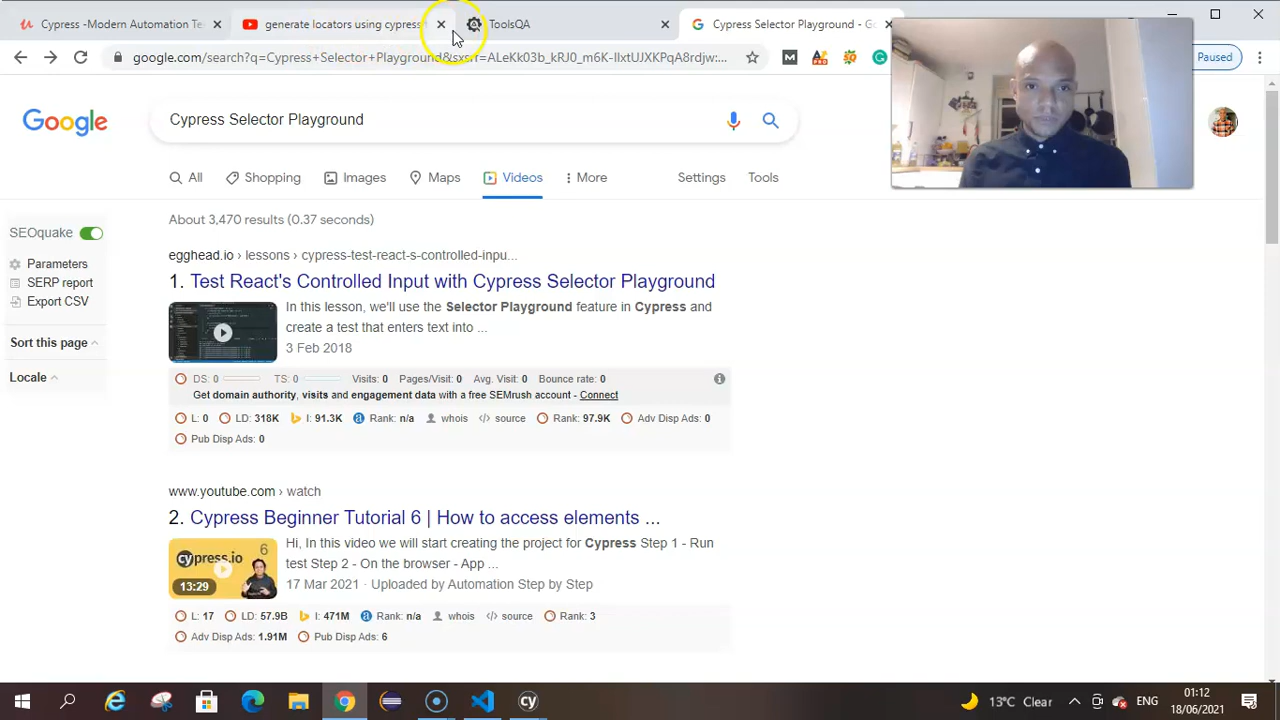 Cypress -Modern Automation Te
generate locators using cypress
ToolsQA
Cypress Selector Playground - G
google.com/search?q=Cypress+Selector+Playground&sxsrf=ALeKk03b_kRJ0_m6K-IlxtUJXKPqA8rdjw:...
Paused
Google
Cypress Selector Playground
All
Shopping
Images
Maps
Videos
More
Settings
Tools
About 3,470 results (0.37 seconds)
SEOquake
Parameters
SERP report
Export CSV
Sort this page
Locale
egghead.io › lessons › cypress-test-react-s-controlled-inpu...
1. Test React's Controlled Input with Cypress Selector Playground
In this lesson, we'll use the Selector Playground feature in Cypress and
create a test that enters text into ...
3 Feb 2018
DS: 0 TS: 0 Visits: 0 Pages/Visit: 0 Avg. Visit: 0 Bounce rate: 0
Get domain authority, visits and engagement data with a free SEMrush account - Connect
L: 0 LD: 318K I: 91.3K Rank: n/a whois </> source Rank: 97.9K Adv Disp Ads: 0
Pub Disp Ads: 0
www.youtube.com › watch
2. Cypress Beginner Tutorial 6 | How to access elements ...
cypress.io 6
13:29
Hi, In this video we will start creating the project for Cypress Step 1 - Run
test Step 2 - On the browser - App ...
17 Mar 2021 · Uploaded by Automation Step by Step
L: 17 LD: 57.9B I: 471M Rank: n/a whois </> source Rank: 3
Adv Disp Ads: 1.91M Pub Disp Ads: 6
13°C Clear
ENG
01:12
18/06/2021